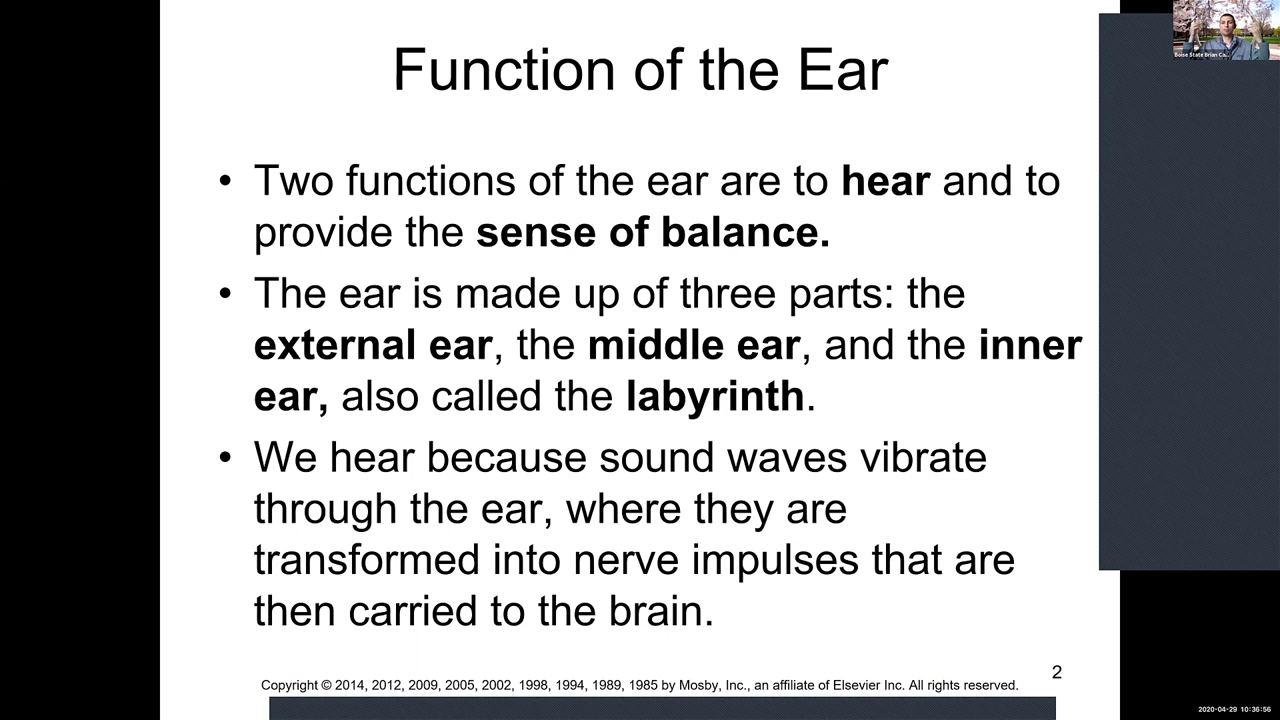 Function of the Ear
• Two functions of the ear are to hear and to
provide the sense of balance.
• The ear is made up of three parts: the
external ear, the middle ear, and the inner
ear, also called the labyrinth.
• We hear because sound waves vibrate
through the ear, where they are
transformed into nerve impulses that are
then carried to the brain.
2
Copyright © 2014, 2012, 2009, 2005, 2002, 1998, 1994, 1989, 1985 by Mosby, Inc., an affiliate of Elsevier Inc. All rights reserved.
Boise State Brian Ca...
2020-04-29 10:36:56